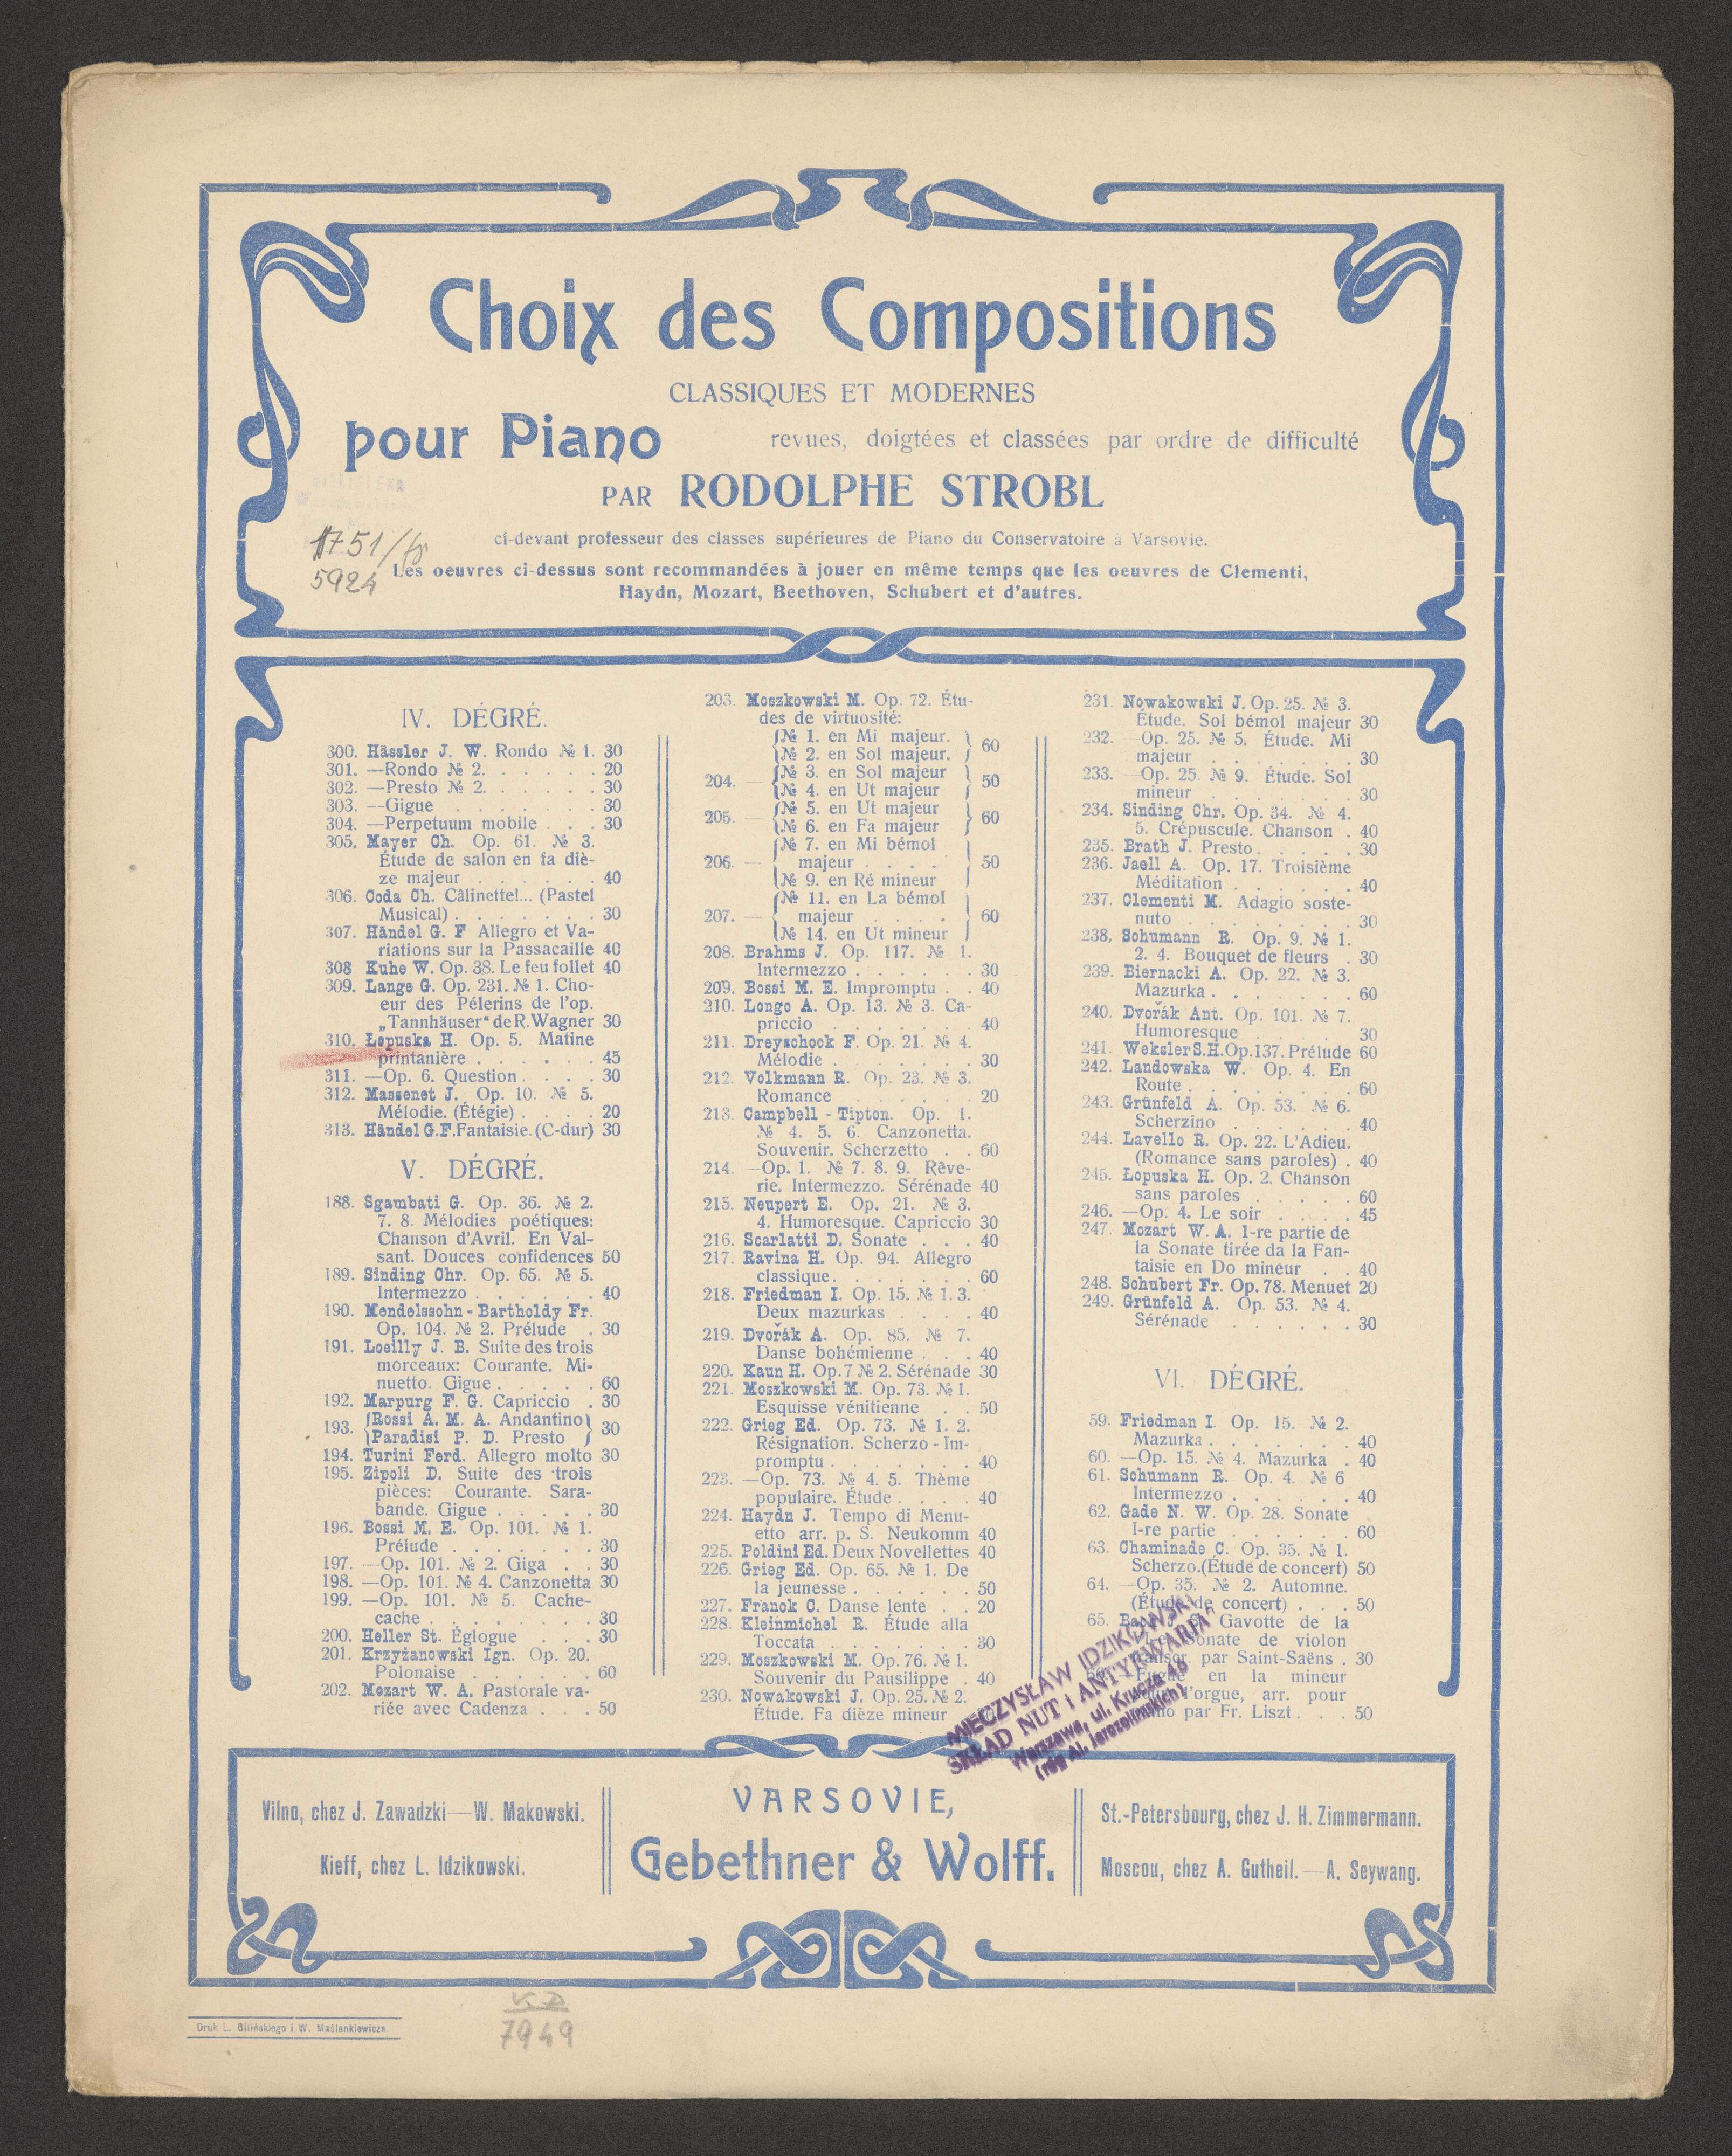 Choix des Compositions
CLASSIQUES ET MODERNES
pour Piano revues, doigtées et classées par ordre de difficulté
PAR RODOLPHE STROBL
ci-devant professeur des classes supérieures de Piano du Conservatoire à Varsovie.
1751/
5924
Les oeuvres ci-dessus sont recommandées à jouer en même temps que les oeuvres de Clementi,
Haydn, Mozart, Beethoven, Schubert et d'autres.
IV. DÉGRÉ.
300. Hässler J. W. Rondo № 1. 30
301. —Rondo № 2. . . . . . 20
302. —Presto № 2. . . . . . 30
303. —Gigue . . . . . . . 30
304. —Perpetuum mobile . . . 30
305. Mayer Ch. Op. 61. № 3.
Étude de salon en fa diè-
ze majeur . . . . . . 40
306. Coda Ch. Câlinette!... (Pastel
Musical) . . . . . . . 30
307. Händel G. F Allegro et Va-
riations sur la Passacaille 40
308 Kuhe W. Op. 38. Le feu follet 40
309. Lange G. Op. 231. № 1. Cho-
eur des Pélerins de l'op.
„Tannhäuser" de R. Wagner 30
310. Łopuska H. Op. 5. Matine
printanière . . . . . . 45
311. —Op. 6. Question . . . . 30
312. Massenet J. Op. 10. № 5.
Mélodie. (Étégie) . . . . 20
313. Händel G.F. Fantaisie. (C-dur) 30
V. DÉGRÉ.
188. Sgambati G. Op. 36. № 2.
7. 8. Mélodies poétiques:
Chanson d'Avril. En Val-
sant. Douces confidences 50
189. Sinding Chr. Op. 65. № 5.
Intermezzo . . . . . . 40
190. Mendelssohn - Bartholdy Fr.
Op. 104. № 2. Prélude . 30
191. Loeilly J. B. Suite des trois
morceaux: Courante. Mi-
nuetto. Gigue . . . . . 60
192. Marpurg F. G. Capriccio . 30
193. {Rossi A. M. A. Andantino} 30
{Paradisi P. D. Presto }
194. Turini Ferd. Allegro molto 30
195. Zipoli D. Suite des trois
pièces: Courante. Sara-
bande. Gigue . . . . . 30
196. Bossi M. E. Op. 101. № 1.
Prélude . . . . . . . 30
197. —Op. 101. № 2. Giga . . 30
198. —Op. 101. № 4. Canzonetta 30
199. —Op. 101. № 5. Cache-
cache . . . . . . . . 30
200. Heller St. Églogue . . . 30
201. Krzyżanowski Ign. Op. 20.
Polonaise . . . . . . 60
202. Mozart W. A. Pastorale va-
riée avec Cadenza . . . 50
203. Moszkowski M. Op. 72. Étu-
des de virtuosité:
{№ 1. en Mi majeur. } 60
{№ 2. en Sol majeur. }
204. — {№ 3. en Sol majeur } 50
{№ 4. en Ut majeur }
205. — {№ 5. en Ut majeur } 60
{№ 6. en Fa majeur }
{№ 7. en Mi bémol
206. — majeur . . . . 50
{№ 9. en Ré mineur
{№ 11. en La bémol
207. — majeur . . . . 60
{№ 14. en Ut mineur
208. Brahms J. Op. 117. № 1.
Intermezzo . . . . . . 30
209. Bossi M. E. Impromptu . . 40
210. Longo A. Op. 13. № 3. Ca-
priccio . . . . . . . 40
211. Dreyschock F. Op. 21. № 4.
Mélodie . . . . . . . 30
212. Volkmann R. Op. 23. № 3.
Romance . . . . . . 20
213. Campbell - Tipton. Op. 1.
№ 4. 5. 6. Canzonetta.
Souvenir. Scherzetto . . 60
214. —Op. 1. № 7. 8. 9. Rêve-
rie. Intermezzo. Sérénade 40
215. Neupert E. Op. 21. № 3.
4. Humoresque. Capriccio 30
216. Scarlatti D. Sonate . . . 40
217. Ravina H. Op. 94. Allegro
classique. . . . . . . 60
218. Friedman I. Op. 15. № 1. 3.
Deux mazurkas . . . . 40
219. Dvořák A. Op. 85. № 7.
Danse bohémienne . . . 40
220. Kaun H. Op. 7 № 2. Sérénade 30
221. Moszkowski M. Op. 73. № 1.
Esquisse vénitienne . . 50
222. Grieg Ed. Op. 73. № 1. 2.
Résignation. Scherzo - Im-
promptu . . . . . . . 40
223. —Op. 73. № 4. 5. Thème
populaire. Étude . . . . 40
224. Haydn J. Tempo di Menu-
etto arr. p. S. Neukomm 40
225. Poldini Ed. Deux Novellettes 40
226. Grieg Ed. Op. 65. № 1. De
la jeunesse . . . . . . 50
227. Franck C. Danse lente . . 20
228. Kleinmichel R. Étude alla
Toccata . . . . . . . 30
229. Moszkowski M. Op. 76. № 1.
Souvenir du Pausilippe . 40
230. Nowakowski J. Op. 25. № 2.
Étude. Fa dièze mineur
231. Nowakowski J. Op. 25. № 3.
Étude. Sol bémol majeur 30
232. —Op. 25. № 5. Étude. Mi
majeur . . . . . . . 30
233. —Op. 25. № 9. Étude. Sol
mineur . . . . . . . 30
234. Sinding Chr. Op. 34. № 4.
5. Crépuscule. Chanson . 40
235. Brath J. Presto . . . . . 30
236. Jaell A. Op. 17. Troisième
Méditation . . . . . . 40
237. Clementi M. Adagio soste-
nuto . . . . . . . . 30
238. Schumann R. Op. 9. № 1.
2. 4. Bouquet de fleurs . 30
239. Biernacki A. Op. 22. № 3.
Mazurka . . . . . . . 60
240. Dvořák Ant. Op. 101. № 7.
Humoresque . . . . . 30
241. Weksler S.H. Op. 137. Prélude 60
242. Landowska W. Op. 4. En
Route . . . . . . . . 60
243. Grünfeld A. Op. 53. № 6.
Scherzino . . . . . . 40
244. Lavello R. Op. 22. L'Adieu.
(Romance sans paroles) . 40
245. Łopuska H. Op. 2. Chanson
sans paroles . . . . . 60
246. —Op. 4. Le soir . . . . 45
247. Mozart W. A. 1-re partie de
la Sonate tirée da la Fan-
taisie en Do mineur . . 40
248. Schubert Fr. Op. 78. Menuet 20
249. Grünfeld A. Op. 53. № 4.
Sérénade . . . . . . 30
VI. DÉGRÉ.
59. Friedman I. Op. 15. № 2.
Mazurka . . . . . . . 40
60. —Op. 15. № 4. Mazurka . 40
61. Schumann R. Op. 4. № 6
Intermezzo . . . . . . 40
62. Gade N. W. Op. 28. Sonate
I-re partie . . . . . . 60
63. Chaminade C. Op. 35. № 1.
Scherzo. (Étude de concert) 50
64. —Op. 35. № 2. Automne.
(Étude de concert) . . . 50
65. Gavotte de la
Sonate de violon
par Saint-Saëns . 30
Fugue en la mineur
l'orgue, arr. pour
par Fr. Liszt . . . 50
MIECZYSŁAW IDZIKOWSKI
SKŁAD NUT i ANTYKWARIA"
Warszawa, ul. Krucza 46
(róg Al. Jerozolimskich)
Vilno, chez J. Zawadzki—W. Makowski.
Kieff, chez L. Idzikowski.
VARSOVIE,
Gebethner & Wolff.
St.-Petersbourg, chez J. H. Zimmermann.
Moscou, chez A. Gutheil.—A. Seywang.
Druk L. Bilińskiego i W. Maślankiewicza.
7949